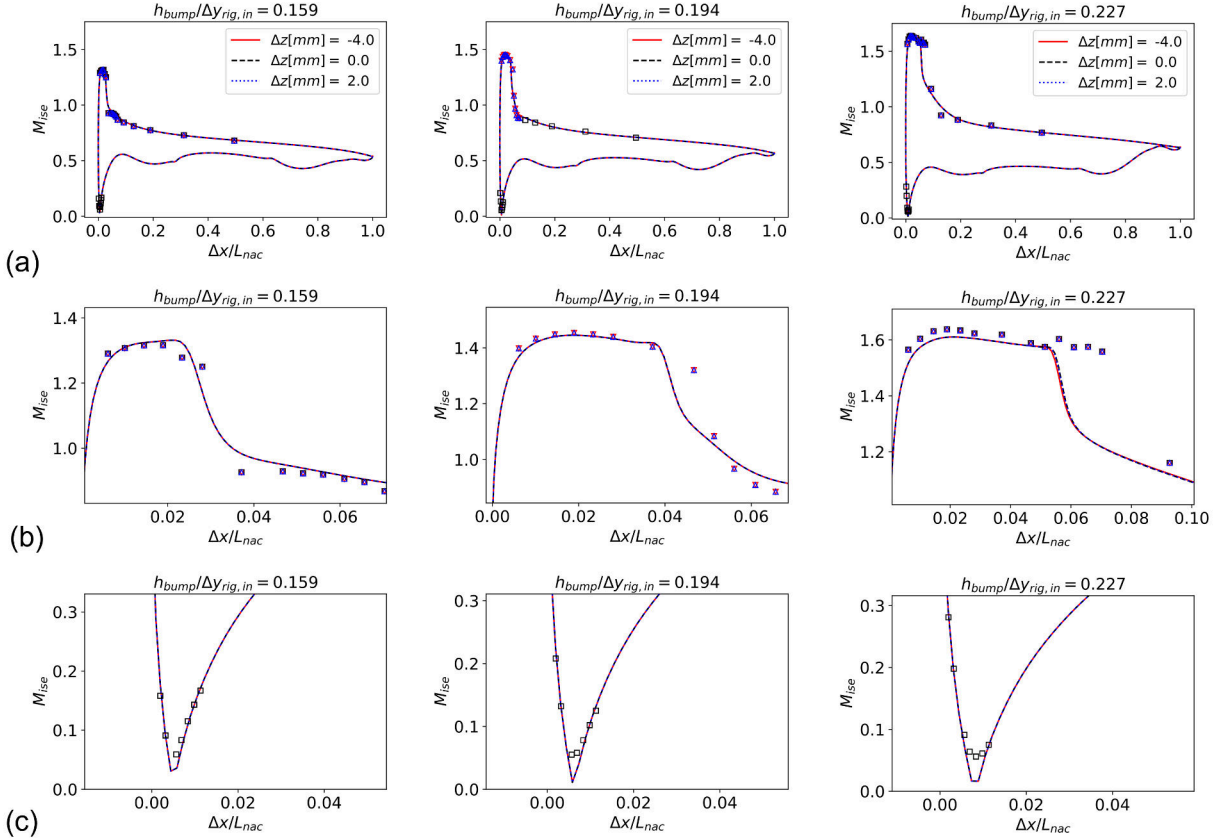 h_bump/Δy_rig,in = 0.159
h_bump/Δy_rig,in = 0.194
h_bump/Δy_rig,in = 0.227
M_ise
1.5
1.0
0.5
0.0
Δz[mm] = -4.0
Δz[mm] = 0.0
Δz[mm] = 2.0
0.0 0.2 0.4 0.6 0.8 1.0
Δx/L_nac
M_ise
1.5
1.0
0.5
0.0
Δz[mm] = -4.0
Δz[mm] = 0.0
Δz[mm] = 2.0
0.0 0.2 0.4 0.6 0.8 1.0
Δx/L_nac
M_ise
1.5
1.0
0.5
0.0
Δz[mm] = -4.0
Δz[mm] = 0.0
Δz[mm] = 2.0
0.0 0.2 0.4 0.6 0.8 1.0
Δx/L_nac
(a)
h_bump/Δy_rig,in = 0.159
h_bump/Δy_rig,in = 0.194
h_bump/Δy_rig,in = 0.227
M_ise
1.4
1.2
1.0
0.02 0.04 0.06
Δx/L_nac
M_ise
1.6
1.4
1.2
1.0
0.00 0.02 0.04 0.06
Δx/L_nac
M_ise
1.6
1.4
1.2
0.02 0.04 0.06 0.08 0.10
Δx/L_nac
(b)
h_bump/Δy_rig,in = 0.159
h_bump/Δy_rig,in = 0.194
h_bump/Δy_rig,in = 0.227
M_ise
0.3
0.2
0.1
0.0
0.00 0.02 0.04
Δx/L_nac
M_ise
0.3
0.2
0.1
0.0
0.00 0.02 0.04
Δx/L_nac
M_ise
0.3
0.2
0.1
0.0
0.00 0.02 0.04
Δx/L_nac
(c)